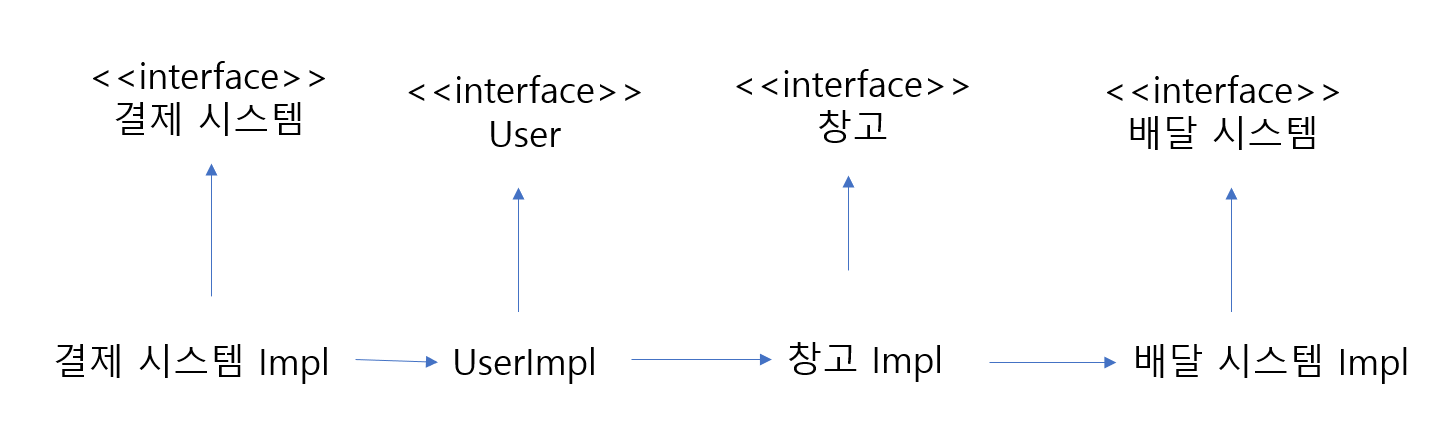 <<interface>>
결제 시스템
<<interface>>
User
<<interface>>
창고
<<interface>>
배달 시스템
결제 시스템 Impl
UserImpl
창고 Impl
배달 시스템 Impl